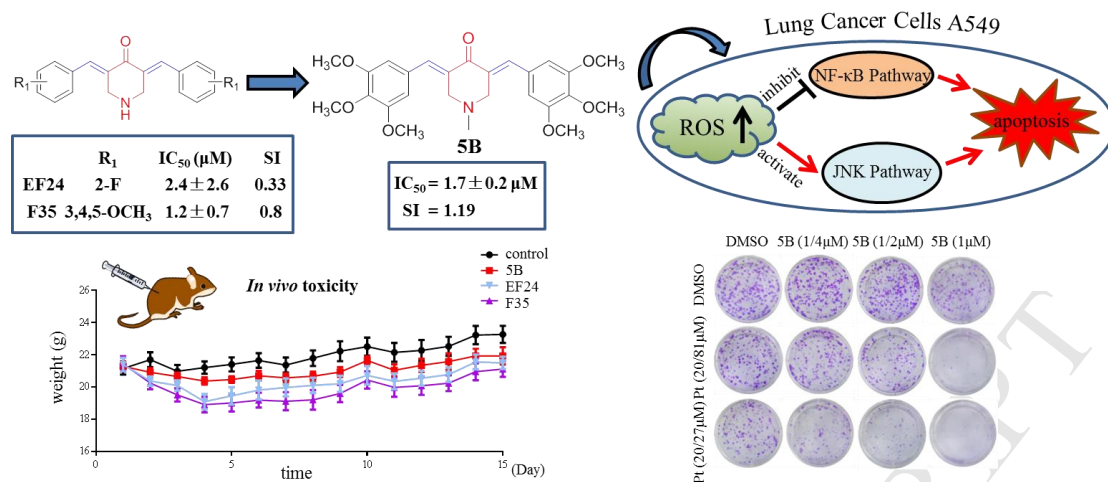 O
R1
R1
N
H
R1 IC50 (μM) SI
EF24 2-F 2.4±2.6 0.33
F35 3,4,5-OCH3 1.2±0.7 0.8
O
H3CO
H3CO
OCH3
N
OCH3
OCH3
OCH3
5B
IC50 = 1.7±0.2 μM
SI = 1.19
Lung Cancer Cells A549
ROS
inhibit
activate
NF-κB Pathway
JNK Pathway
apoptosis
In vivo toxicity
control
5B
EF24
F35
weight (g)
26
24
22
20
18
16
0
5
10
15
(Day)
time
DMSO 5B (1/4μM) 5B (1/2μM) 5B (1μM)
DMSO
Pt (20/81μM)
Pt (20/27μM)